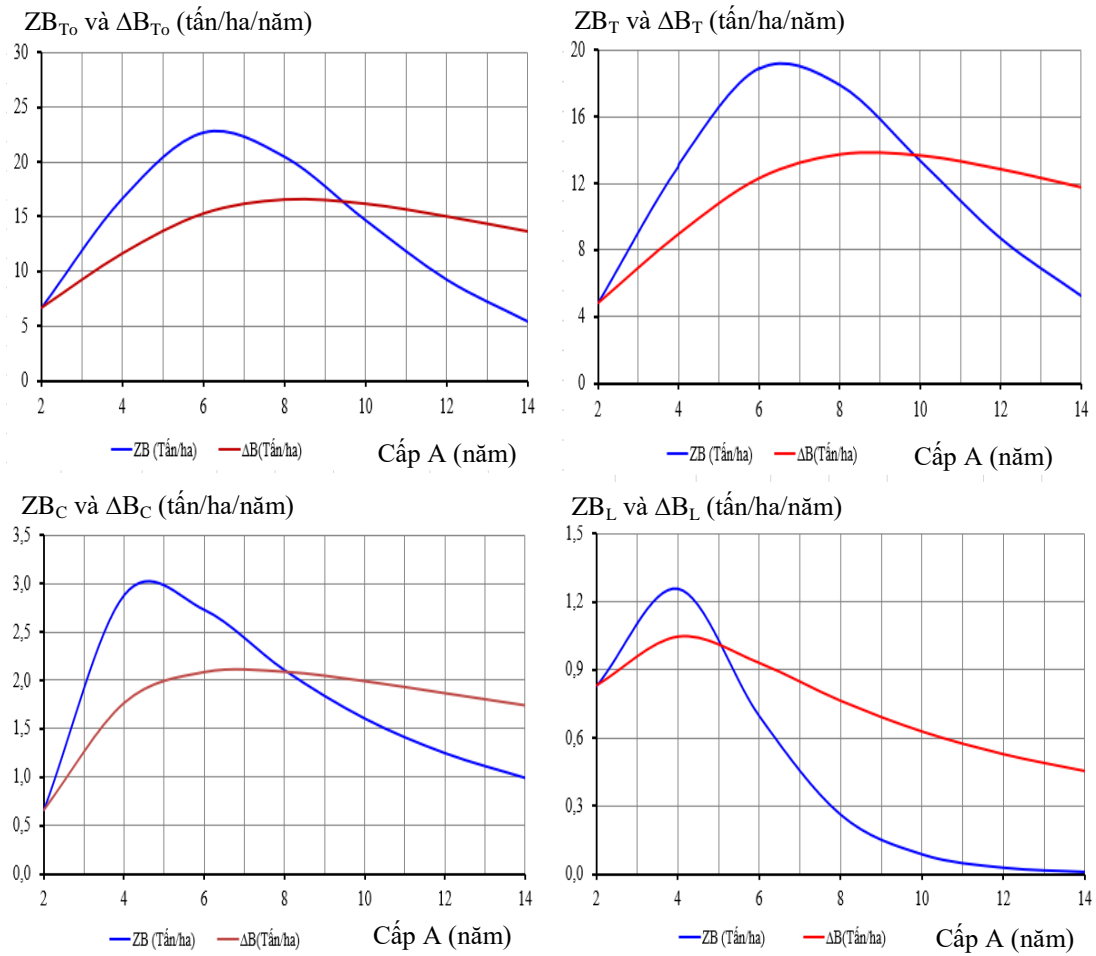 ZB_To và ΔB_To (tấn/ha/năm)
30
25
20
15
10
5
0
2 4 6 8 10 12 14
ZB (Tấn/ha) ΔB(Tấn/ha)
Cấp A (năm)
ZB_T và ΔB_T (tấn/ha/năm)
20
16
12
8
4
0
2 4 6 8 10 12 14
ZB (Tấn/ha) ΔB(Tấn/ha)
Cấp A (năm)
ZB_C và ΔB_C (tấn/ha/năm)
3,5
3,0
2,5
2,0
1,5
1,0
0,5
0,0
2 4 6 8 10 12 14
ZB (Tấn/ha) ΔB(Tấn/ha)
Cấp A (năm)
ZB_L và ΔB_L (tấn/ha/năm)
1,5
1,2
0,9
0,6
0,3
0,0
2 4 6 8 10 12 14
ZB (Tấn/ha) ΔB(Tấn/ha)
Cấp A (năm)